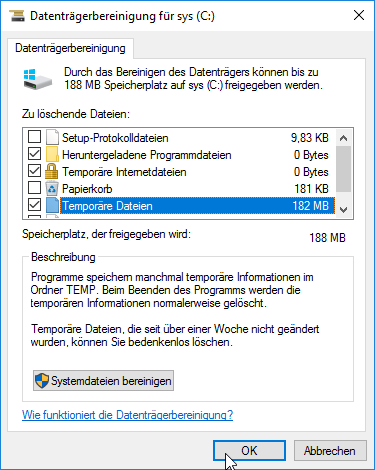 Datenträgerbereinigung für sys (C:)
Datenträgerbereinigung
Durch das Bereinigen des Datenträgers können bis zu
188 MB Speicherplatz auf sys (C:) freigegeben werden.
Zu löschende Dateien:
Setup-Protokolldateien 9,83 KB
Heruntergeladene Programmdateien 0 Bytes
Temporäre Internetdateien 0 Bytes
Papierkorb 181 KB
Temporäre Dateien 182 MB
Speicherplatz, der freigegeben wird: 188 MB
Beschreibung
Programme speichern manchmal temporäre Informationen im
Ordner TEMP. Beim Beenden des Programms werden die
temporären Informationen normalerweise gelöscht.
Temporäre Dateien, die seit über einer Woche nicht geändert
wurden, können Sie bedenkenlos löschen.
Systemdateien bereinigen
Wie funktioniert die Datenträgerbereinigung?
OK Abbrechen